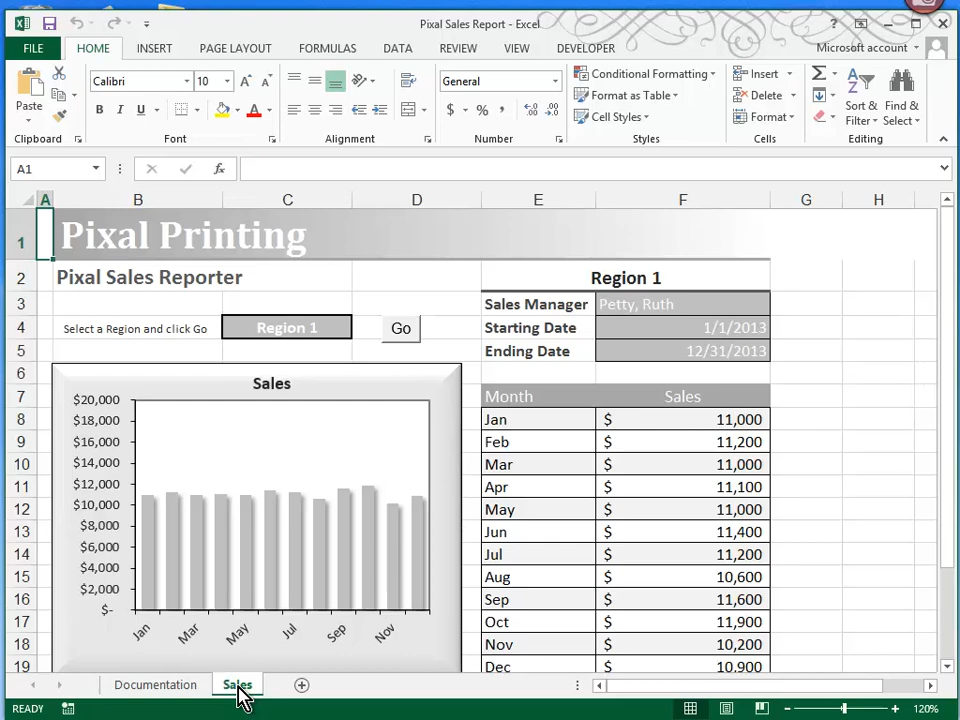 Pixal Sales Report - Excel
?
FILE HOME INSERT PAGE LAYOUT FORMULAS DATA REVIEW VIEW DEVELOPER Microsoft account
Paste
Calibri 10
B I U
A A
General
$ % ,
Conditional Formatting
Format as Table
Cell Styles
Insert
Delete
Format
Sort & Filter
Find & Select
Clipboard Font Alignment Number Styles Cells Editing
A1 fx
A B C D E F G H
1 Pixal Printing
2 Pixal Sales Reporter Region 1
3 Sales Manager Petty, Ruth
4 Select a Region and click Go Region 1 Go Starting Date 1/1/2013
5 Ending Date 12/31/2013
6
7 Month Sales
8 Jan $ 11,000
9 Feb $ 11,200
10 Mar $ 11,000
11 Apr $ 11,100
12 May $ 11,000
13 Jun $ 11,400
14 Jul $ 11,200
15 Aug $ 10,600
16 Sep $ 11,600
17 Oct $ 11,900
18 Nov $ 10,200
19 Dec $ 10,900
Sales
$20,000
$18,000
$16,000
$14,000
$12,000
$10,000
$8,000
$6,000
$4,000
$2,000
$-
Jan Mar May Jul Sep Nov
Documentation Sales
READY 120%